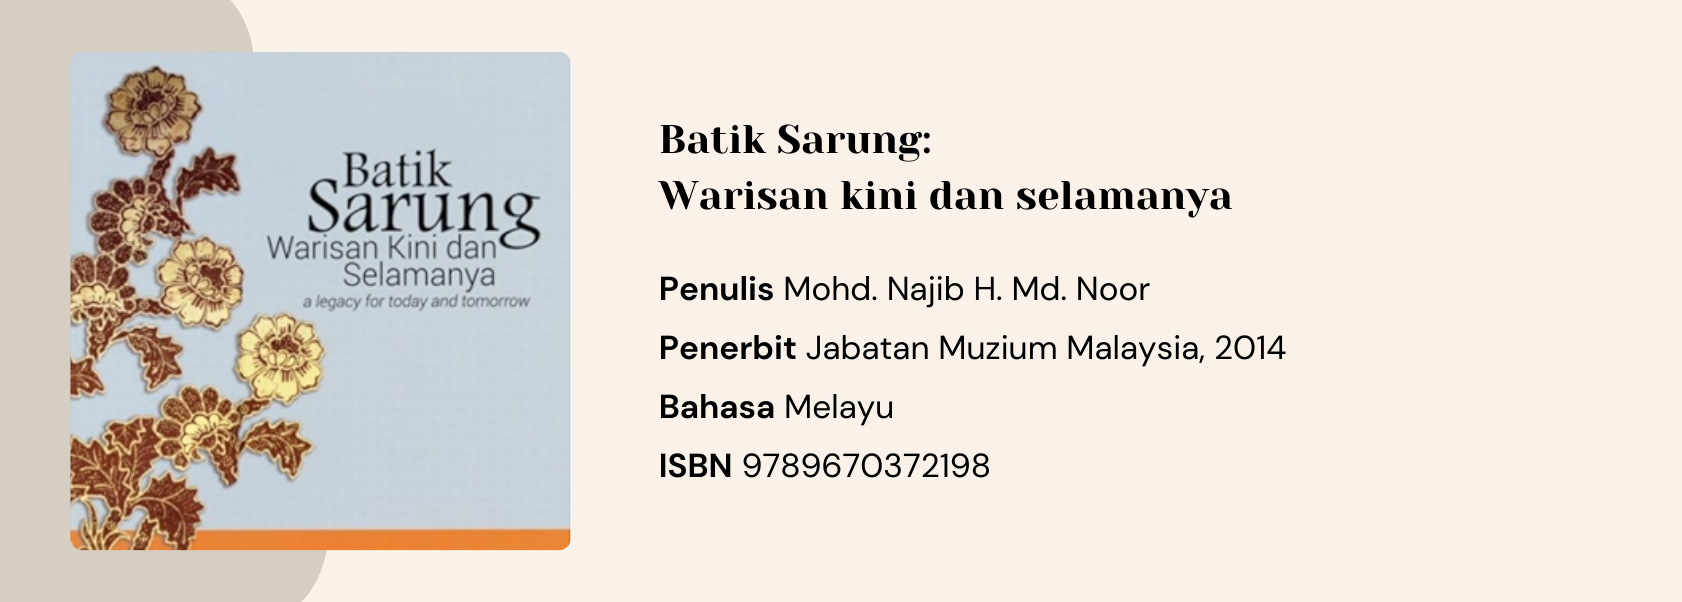 Batik
Sarung
Warisan Kini dan
Selamanya
a legacy for today and tomorrow
Batik Sarung:
Warisan kini dan selamanya
Penulis Mohd. Najib H. Md. Noor
Penerbit Jabatan Muzium Malaysia, 2014
Bahasa Melayu
ISBN 9789670372198